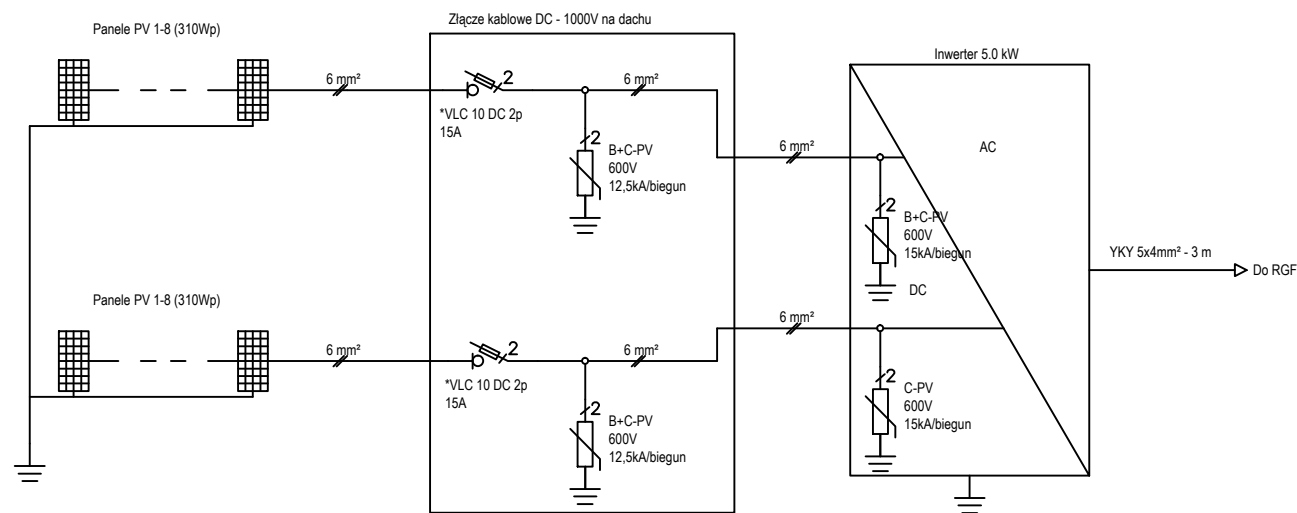 Złącze kablowe DC - 1000V na dachu
Panele PV 1-8 (310Wp)
Inwerter 5.0 kW
6 mm²
2
6 mm²
*VLC 10 DC 2p
15A
2
B+C-PV
600V
12,5kA/biegun
6 mm²
AC
2
B+C-PV
600V
15kA/biegun
DC
YKY 5x4mm² - 3 m
Do RGF
Panele PV 1-8 (310Wp)
6 mm²
2
6 mm²
6 mm²
*VLC 10 DC 2p
15A
2
B+C-PV
600V
12,5kA/biegun
2
C-PV
600V
15kA/biegun